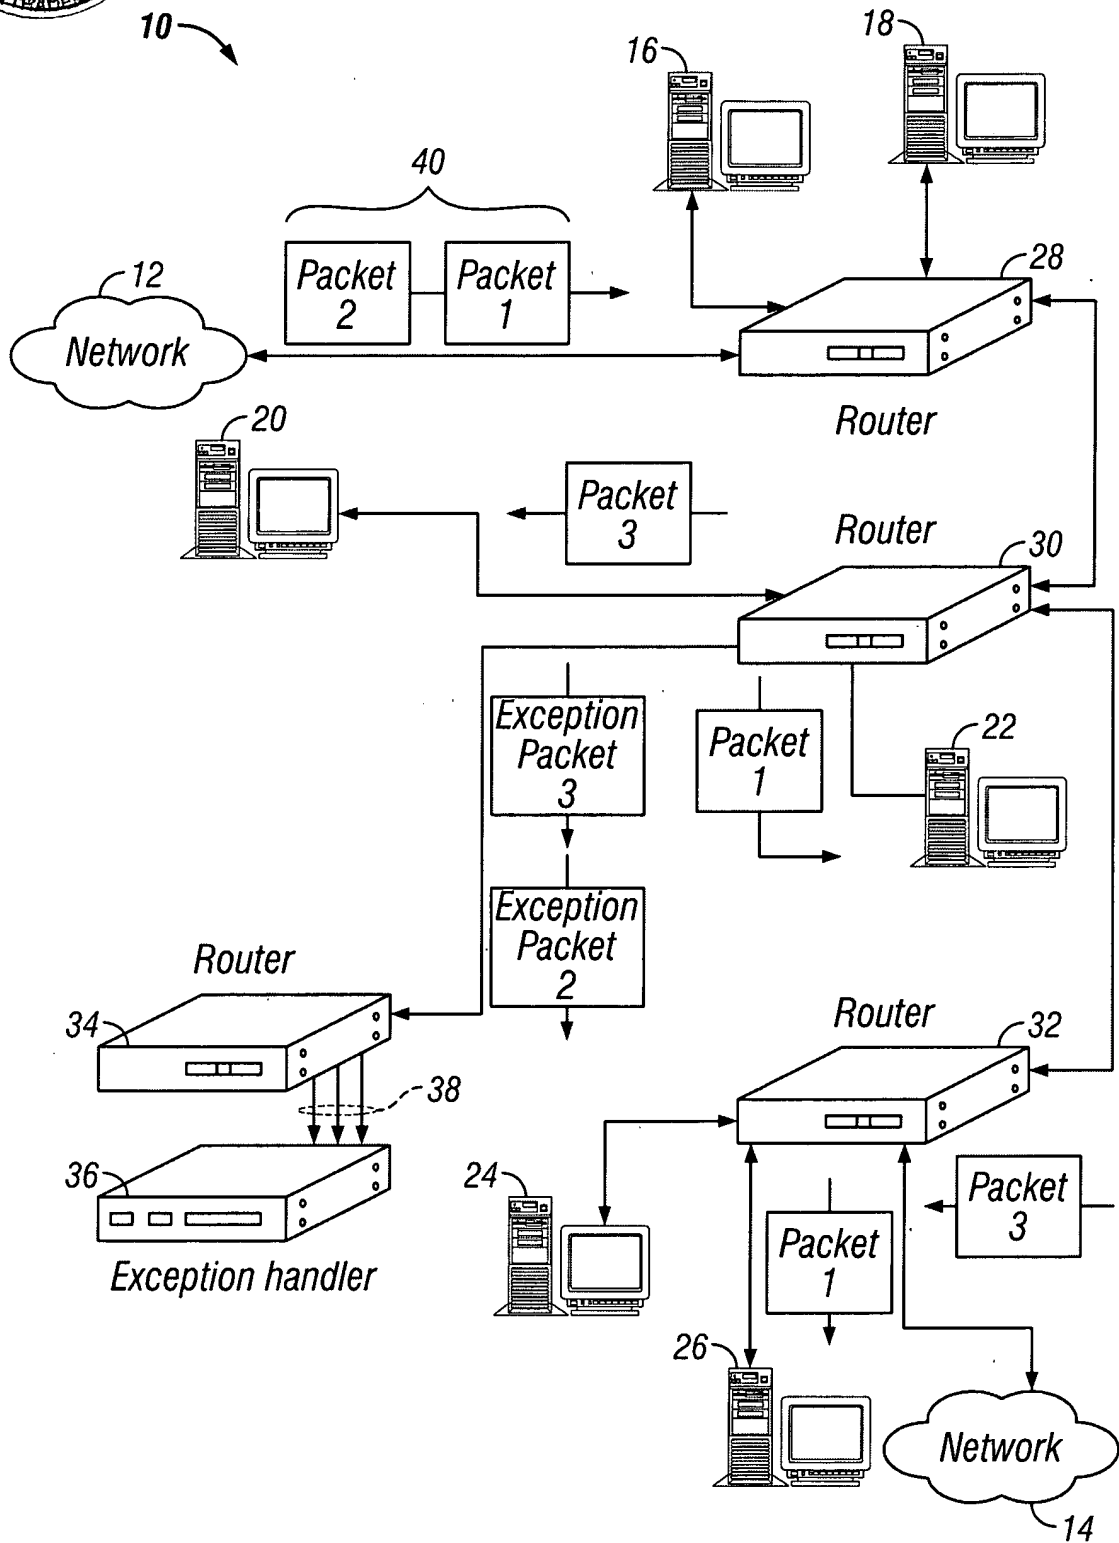 10
16
18
40
12
Packet
2
Packet
1
28
Network
Router
20
Packet
3
Router
30
Exception
Packet
3
Packet
1
22
Exception
Packet
2
Router
34
Router
32
38
36
24
Packet
1
Packet
3
Exception handler
26
Network
14